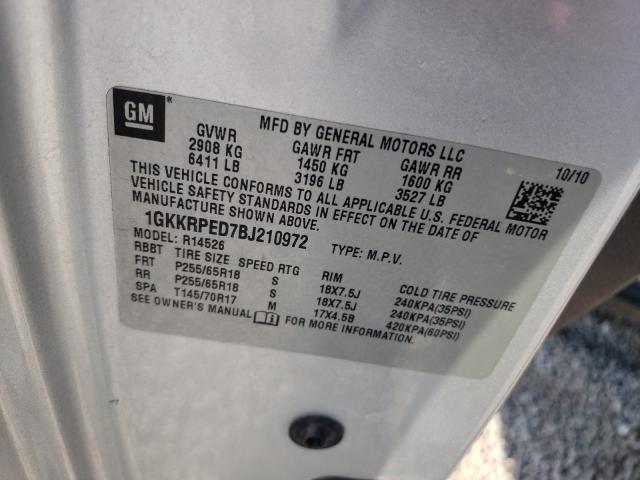 GM
MFD BY GENERAL MOTORS LLC
10/10
GVWR GAWR FRT GAWR RR
2908 KG 1450 KG 1600 KG
6411 LB 3196 LB 3527 LB
THIS VEHICLE CONFORMS TO ALL APPLICABLE U.S. FEDERAL MOTOR
VEHICLE SAFETY STANDARDS IN EFFECT ON THE DATE OF
MANUFACTURE SHOWN ABOVE.
1GKKRPED7BJ210972 TYPE: M.P.V.
MODEL: R14526
RBBT TIRE SIZE SPEED RTG RIM COLD TIRE PRESSURE
FRT P255/65R18 S 18X7.5J 240KPA(35PSI)
RR P255/65R18 S 18X7.5J 240KPA(35PSI)
SPA T145/70R17 M 17X4.5B 420KPA(60PSI)
SEE OWNER'S MANUAL FOR MORE INFORMATION.